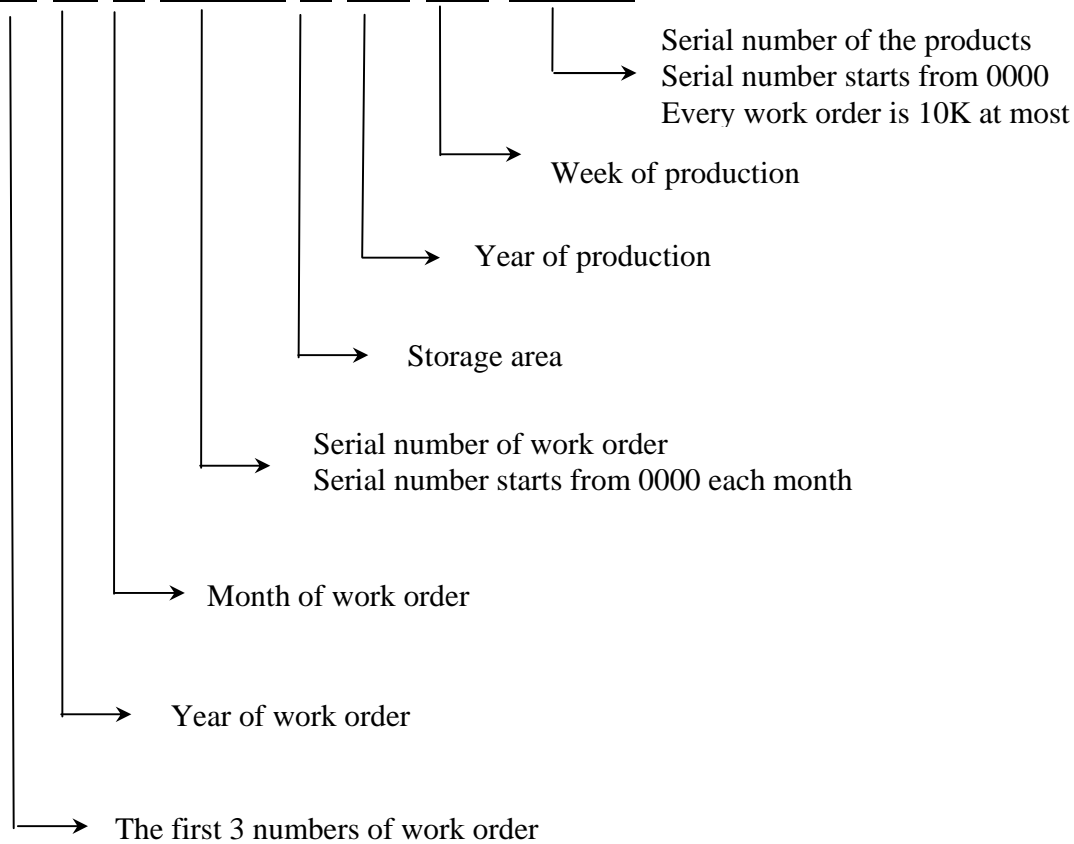 Serial number of the products
Serial number starts from 0000
Every work order is 10K at most
Week of production
Year of production
Storage area
Serial number of work order
Serial number starts from 0000 each month
Month of work order
Year of work order
The first 3 numbers of work order